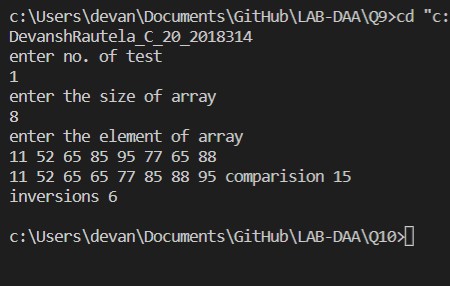 c:\Users\devan\Documents\GitHub\LAB-DAA\Q9>cd "c:
DevanshRautela_C_20_2018314
enter no. of test
1
enter the size of array
8
enter the element of array
11 52 65 85 95 77 65 88
11 52 65 65 77 85 88 95 comparision 15
inversions 6
c:\Users\devan\Documents\GitHub\LAB-DAA\Q10>